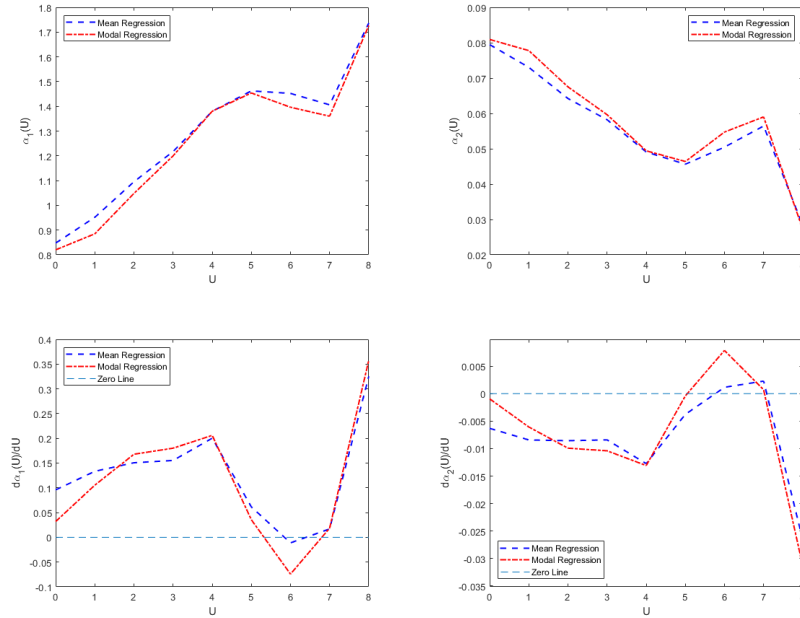 1.8
1.7
1.6
1.5
1.4
1.3
1.2
1.1
1
0.9
0.8
α1(U)
Mean Regression
Modal Regression
0 1 2 3 4 5 6 7 8
U
0.09
0.08
0.07
0.06
0.05
0.04
0.03
0.02
α2(U)
Mean Regression
Modal Regression
0 1 2 3 4 5 6 7 8
U
0.4
0.35
0.3
0.25
0.2
0.15
0.1
0.05
0
-0.05
-0.1
dα1(U)/dU
Mean Regression
Modal Regression
Zero Line
0 1 2 3 4 5 6 7 8
U
0.005
0
-0.005
-0.01
-0.015
-0.02
-0.025
-0.03
-0.035
dα2(U)/dU
Mean Regression
Modal Regression
Zero Line
0 1 2 3 4 5 6 7 8
U